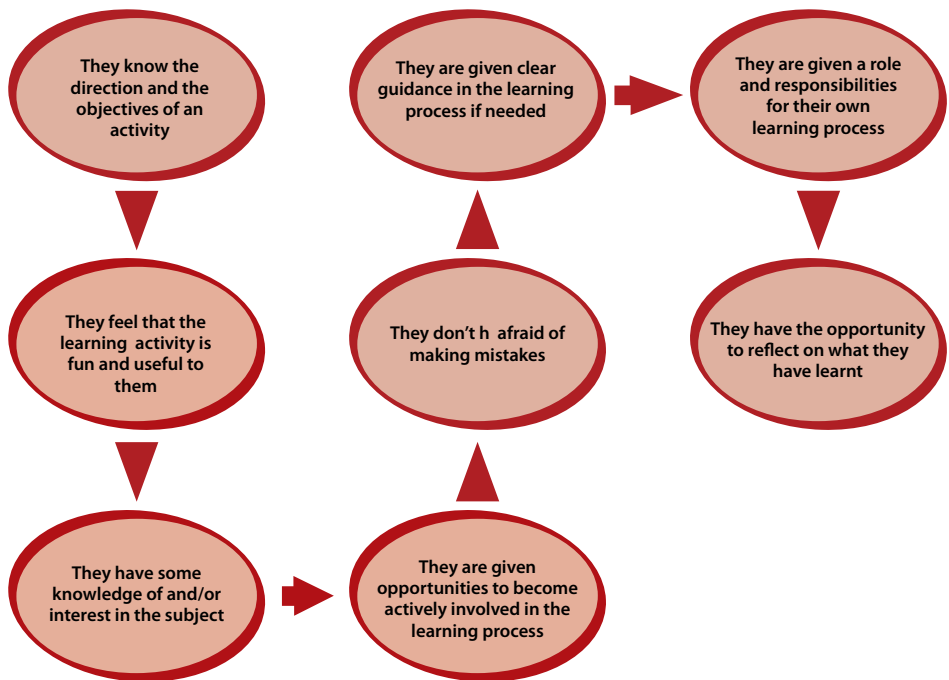 They know the
direction and the
objectives of an
activity
They feel that the
learning activity is
fun and useful to
them
They have some
knowledge of and/or
interest in the subject
They are given
opportunities to become
actively involved in the
learning process
They don't h afraid of
making mistakes
They are given clear
guidance in the learning
process if needed
They are given a role
and responsibilities
for their own
learning process
They have the opportunity
to reflect on what they
have learnt